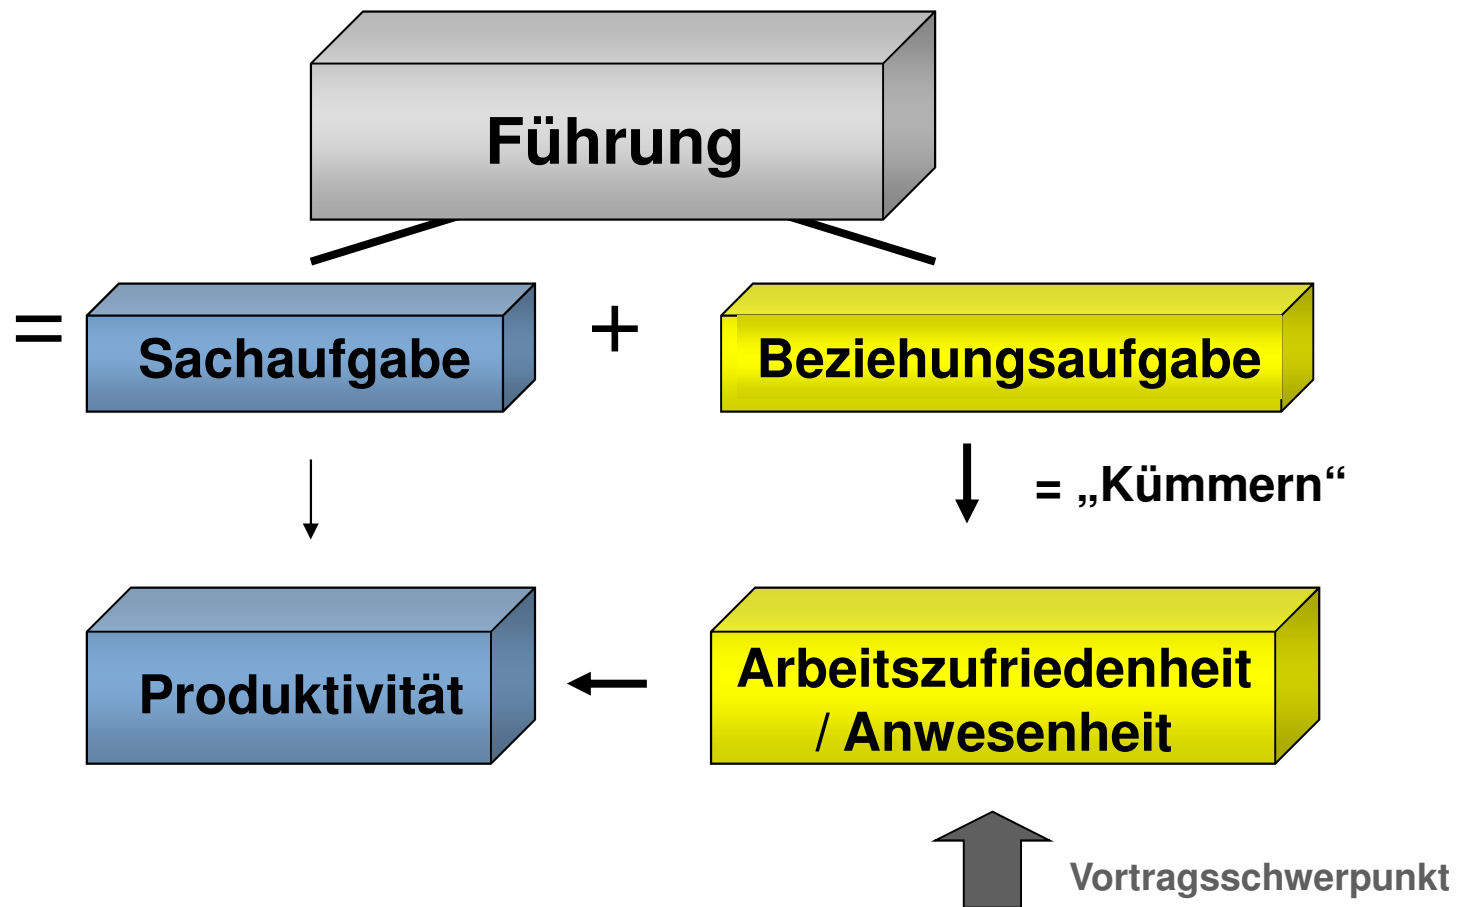 Führung
= Sachaufgabe + Beziehungsaufgabe
= „Kümmern“
Produktivität
Arbeitszufriedenheit
/ Anwesenheit
Vortragsschwerpunkt